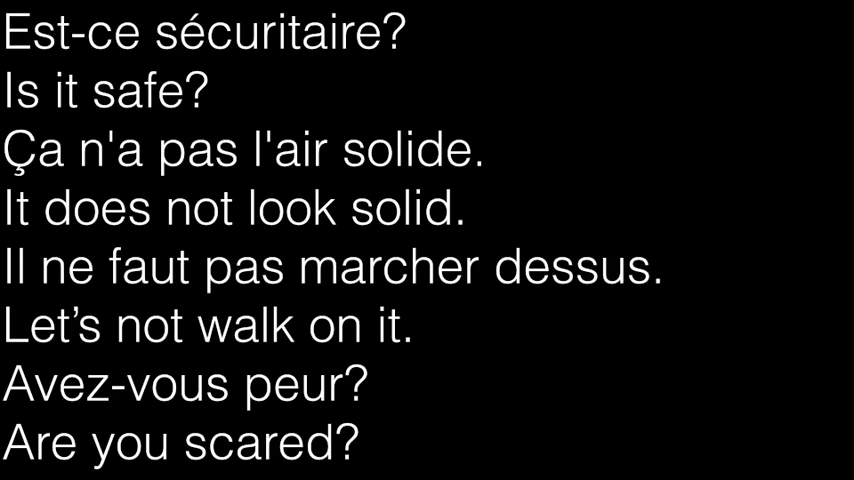 Est-ce sécuritaire?
Is it safe?
Ça n'a pas l'air solide.
It does not look solid.
Il ne faut pas marcher dessus.
Let’s not walk on it.
Avez-vous peur?
Are you scared?